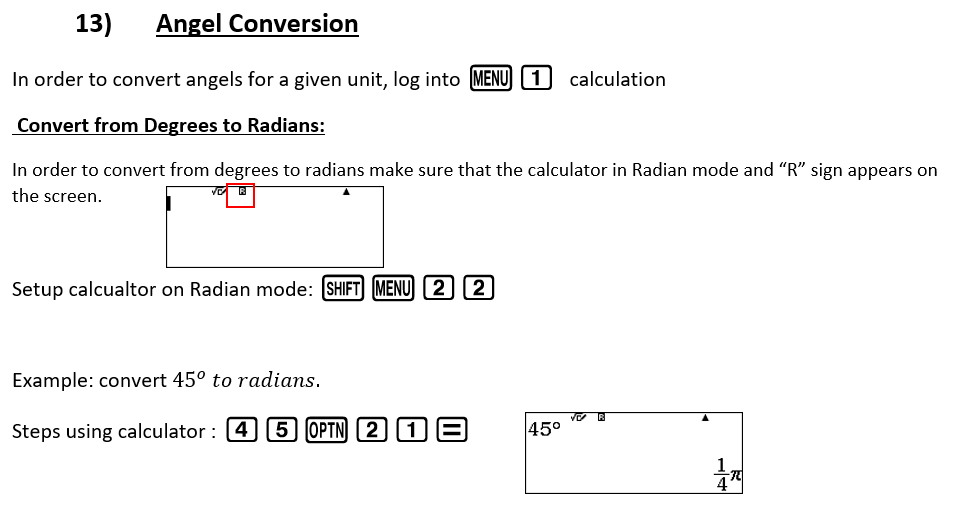 13) Angel Conversion
In order to convert angels for a given unit, log into MENU 1 calculation
Convert from Degrees to Radians:
In order to convert from degrees to radians make sure that the calculator in Radian mode and “R” sign appears on
the screen.
√▱ R ▲
Setup calcualtor on Radian mode: SHIFT MENU 2 2
Example: convert 45° to radians.
Steps using calculator : 4 5 OPTN 2 1 =
√▱ R ▲
45°
1/4 π